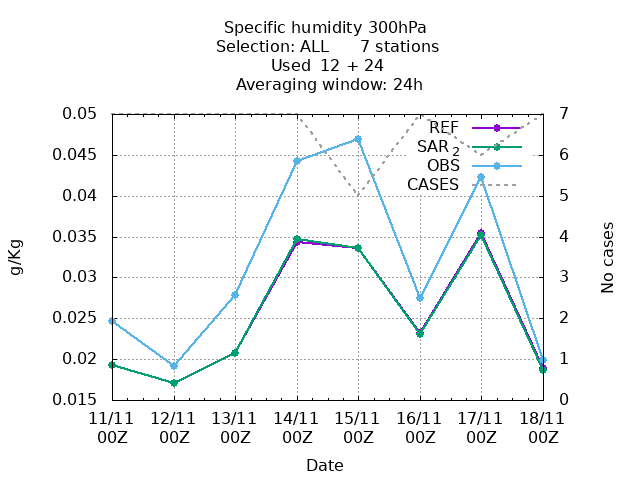 Specific humidity 300hPa
Selection: ALL 7 stations
Used 12 + 24
Averaging window: 24h
0.05
0.045
0.04
0.035
0.03
0.025
0.02
0.015
g/Kg
7
6
5
4
3
2
1
0
No cases
REF
SAR 2
OBS
CASES
11/11 12/11 13/11 14/11 15/11 16/11 17/11 18/11
00Z 00Z 00Z 00Z 00Z 00Z 00Z 00Z
Date